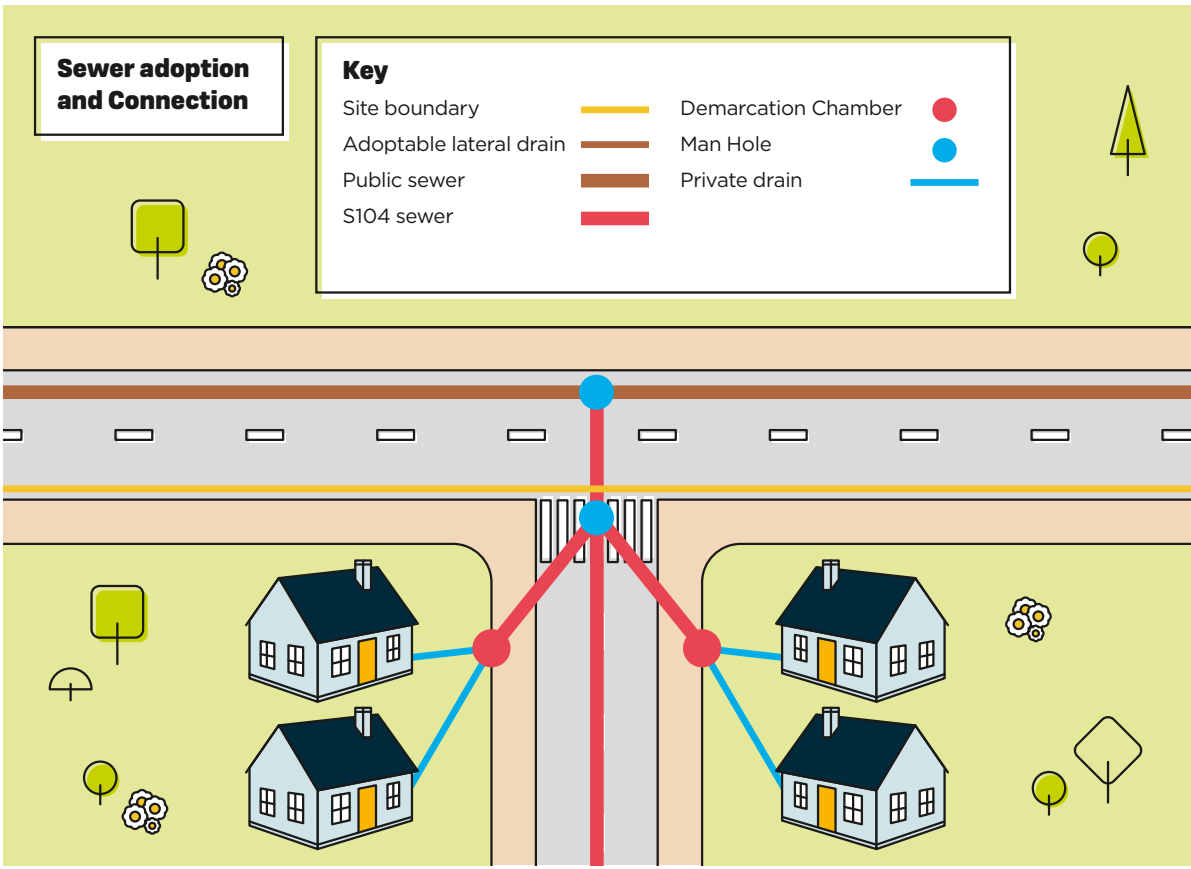 Sewer adoption
and Connection
Key
Site boundary
Adoptable lateral drain
Public sewer
S104 sewer
Demarcation Chamber
Man Hole
Private drain